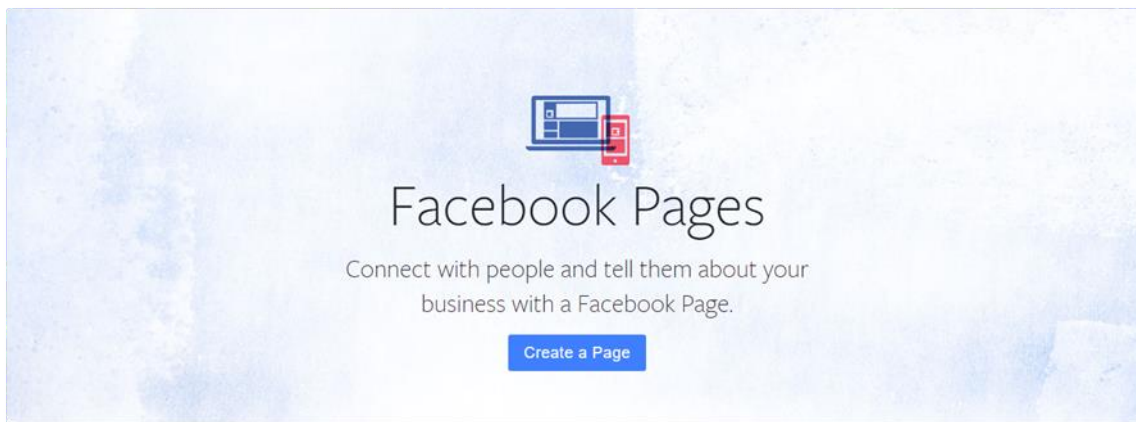 Facebook Pages
Connect with people and tell them about your
business with a Facebook Page.
Create a Page